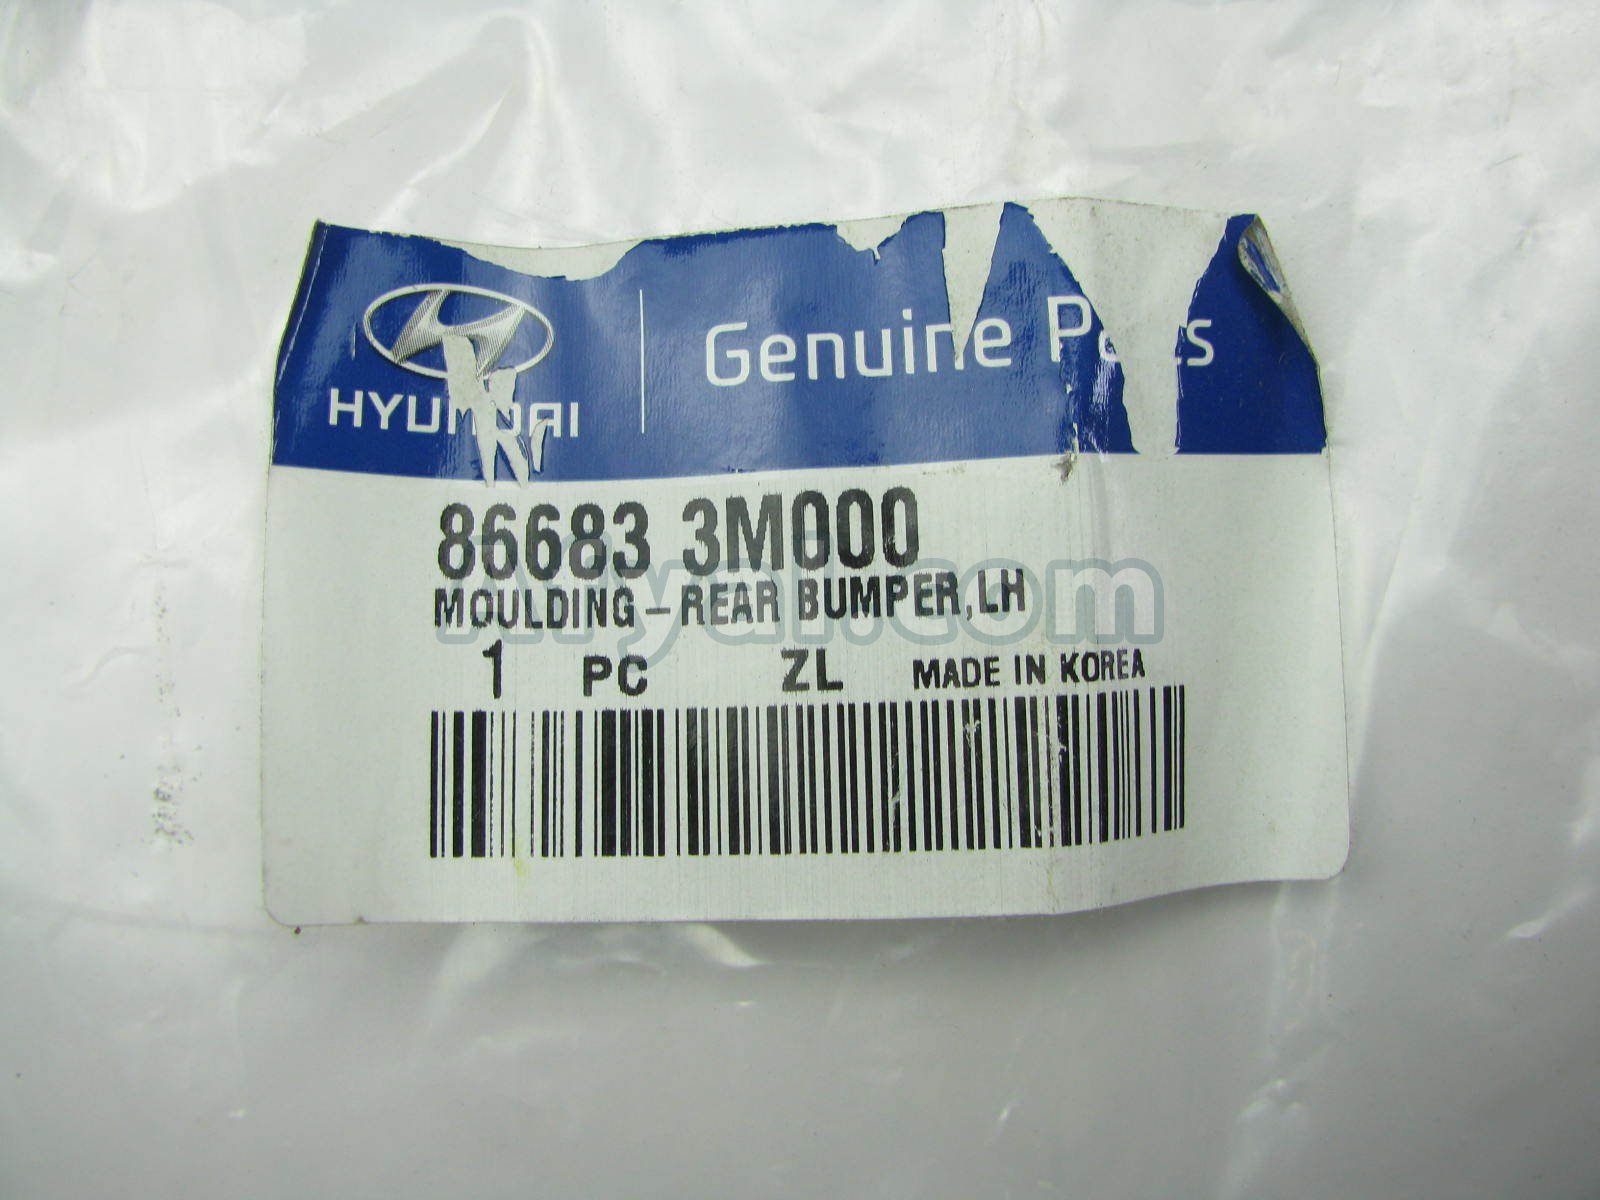 HYUNDAI
Genuine Parts
86683 3M000
MOULDING-REAR BUMPER,LH
1 PC ZL MADE IN KOREA